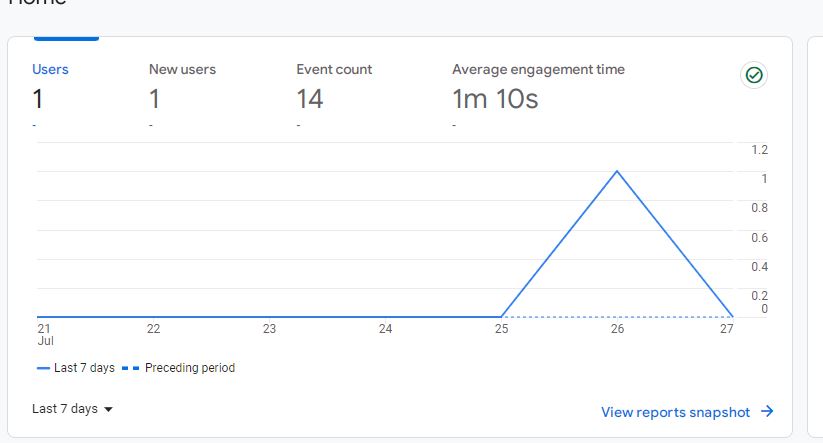 Home
Users New users Event count Average engagement time
1 1 14 1m 10s
- - - -
1.2
1
0.8
0.6
0.4
0.2
0
21 22 23 24 25 26 27
Jul
Last 7 days Preceding period
Last 7 days View reports snapshot